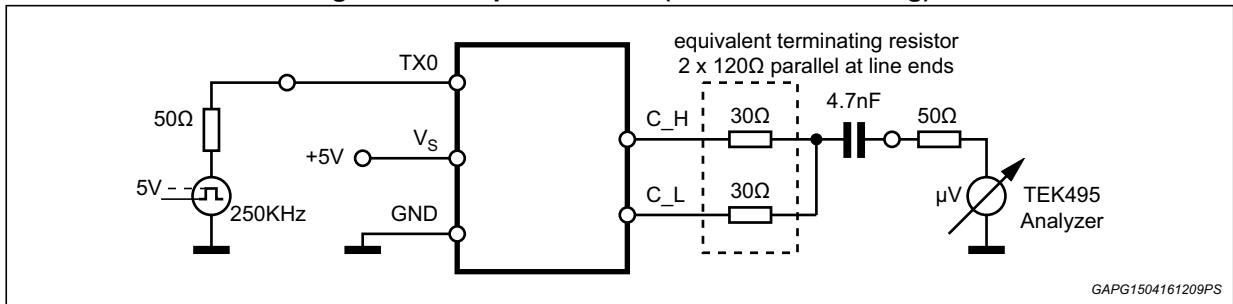 equivalent terminating resistor
2 x 120Ω parallel at line ends
TX0
50Ω
5V
250KHz
+5V
VS
GND
C_H
30Ω
C_L
30Ω
4.7nF
50Ω
µV
TEK495
Analyzer
GAPG1504161209PS